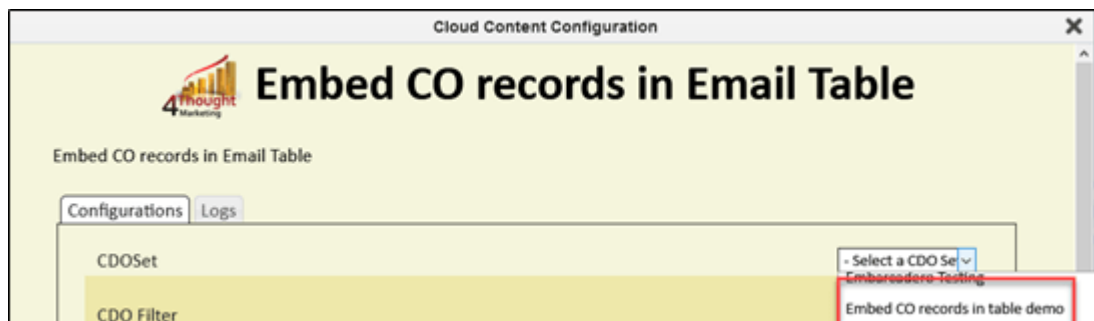 Cloud Content Configuration
4Thought
Marketing
Embed CO records in Email Table
Embed CO records in Email Table
Configurations
Logs
CDOSet
- Select a CDO Se
Embarcadero Testing
CDO Filter
Embed CO records in table demo